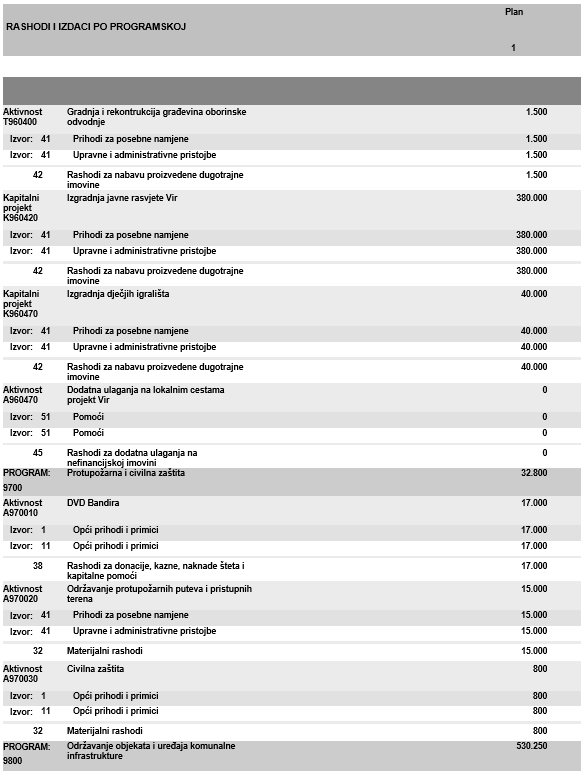 Plan
RASHODI I IZDACI PO PROGRAMSKOJ
1
Aktivnost Gradnja i rekontrukcija građevina oborinske 1.500
T960400 odvodnje
Izvor: 41 Prihodi za posebne namjene 1.500
Izvor: 41 Upravne i administrativne pristojbe 1.500
42 Rashodi za nabavu proizvedene dugotrajne 1.500
imovine
Kapitalni Izgradnja javne rasvjete Vir 380.000
projekt
K960420
Izvor: 41 Prihodi za posebne namjene 380.000
Izvor: 41 Upravne i administrativne pristojbe 380.000
42 Rashodi za nabavu proizvedene dugotrajne 380.000
imovine
Kapitalni Izgradnja dječjih igrališta 40.000
projekt
K960470
Izvor: 41 Prihodi za posebne namjene 40.000
Izvor: 41 Upravne i administrativne pristojbe 40.000
42 Rashodi za nabavu proizvedene dugotrajne 40.000
imovine
Aktivnost Dodatna ulaganja na lokalnim cestama 0
A960470 projekt Vir
Izvor: 51 Pomoći 0
Izvor: 51 Pomoći 0
45 Rashodi za dodatna ulaganja na 0
nefinancijskoj imovini
PROGRAM: Protupožarna i civilna zaštita 32.800
9700
Aktivnost DVD Bandira 17.000
A970010
Izvor: 1 Opći prihodi i primici 17.000
Izvor: 11 Opći prihodi i primici 17.000
38 Rashodi za donacije, kazne, naknade šteta i 17.000
kapitalne pomoći
Aktivnost Održavanje protupožarnih puteva i pristupnih 15.000
A970020 terena
Izvor: 41 Prihodi za posebne namjene 15.000
Izvor: 41 Upravne i administrativne pristojbe 15.000
32 Materijalni rashodi 15.000
Aktivnost Civilna zaštita 800
A970030
Izvor: 1 Opći prihodi i primici 800
Izvor: 11 Opći prihodi i primici 800
32 Materijalni rashodi 800
PROGRAM: Održavanje objekata i uređaja komunalne 530.250
9800 infrastrukture